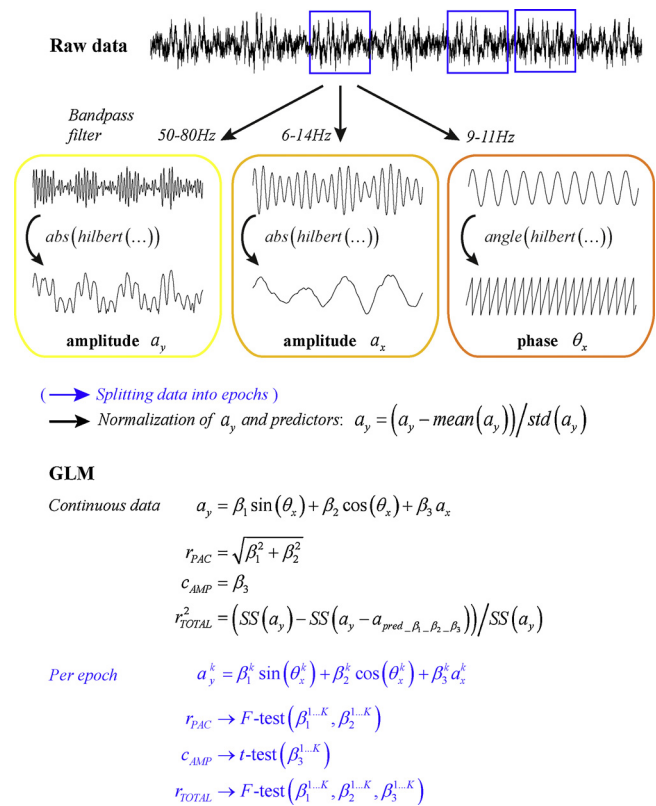 Raw data
Bandpass
filter
50-80Hz 6-14Hz 9-11Hz
abs(hilbert(...)) abs(hilbert(...)) angle(hilbert(...))
amplitude a_y amplitude a_x phase θ_x
( → Splitting data into epochs )
→ Normalization of a_y and predictors: a_y = (a_y − mean(a_y))/std(a_y)
GLM
Continuous data a_y = β_1 sin(θ_x) + β_2 cos(θ_x) + β_3 a_x
r_PAC = √(β_1^2 + β_2^2)
c_AMP = β_3
r^2_TOTAL = (SS(a_y) − SS(a_y − a_pred_β_1_β_2_β_3))/SS(a_y)
Per epoch a_y^k = β_1^k sin(θ_x^k) + β_2^k cos(θ_x^k) + β_3^k a_x^k
r_PAC → F-test(β_1^1...K, β_2^1...K)
c_AMP → t-test(β_3^1...K)
r_TOTAL → F-test(β_1^1...K, β_2^1...K, β_3^1...K)